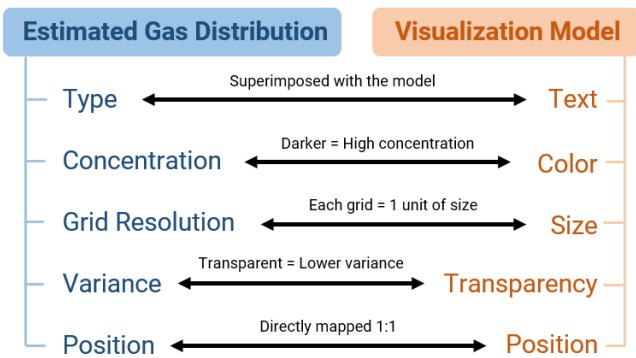 Estimated Gas Distribution
Visualization Model
Superimposed with the model
Type
Text
Darker = High concentration
Concentration
Color
Each grid = 1 unit of size
Grid Resolution
Size
Transparent = Lower variance
Variance
Transparency
Directly mapped 1:1
Position
Position